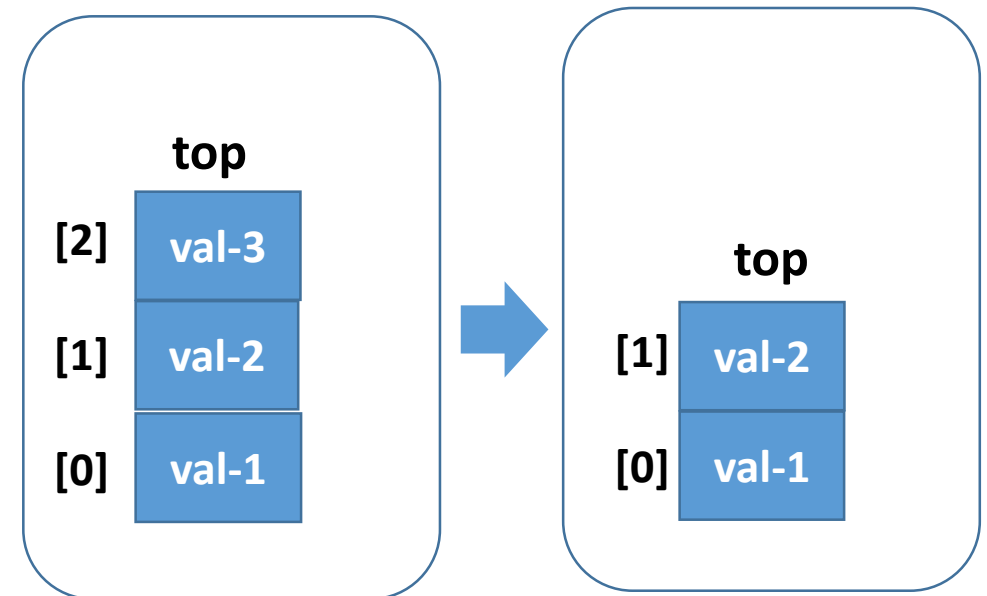 top
[2] val-3
[1] val-2
[0] val-1
top
[1] val-2
[0] val-1